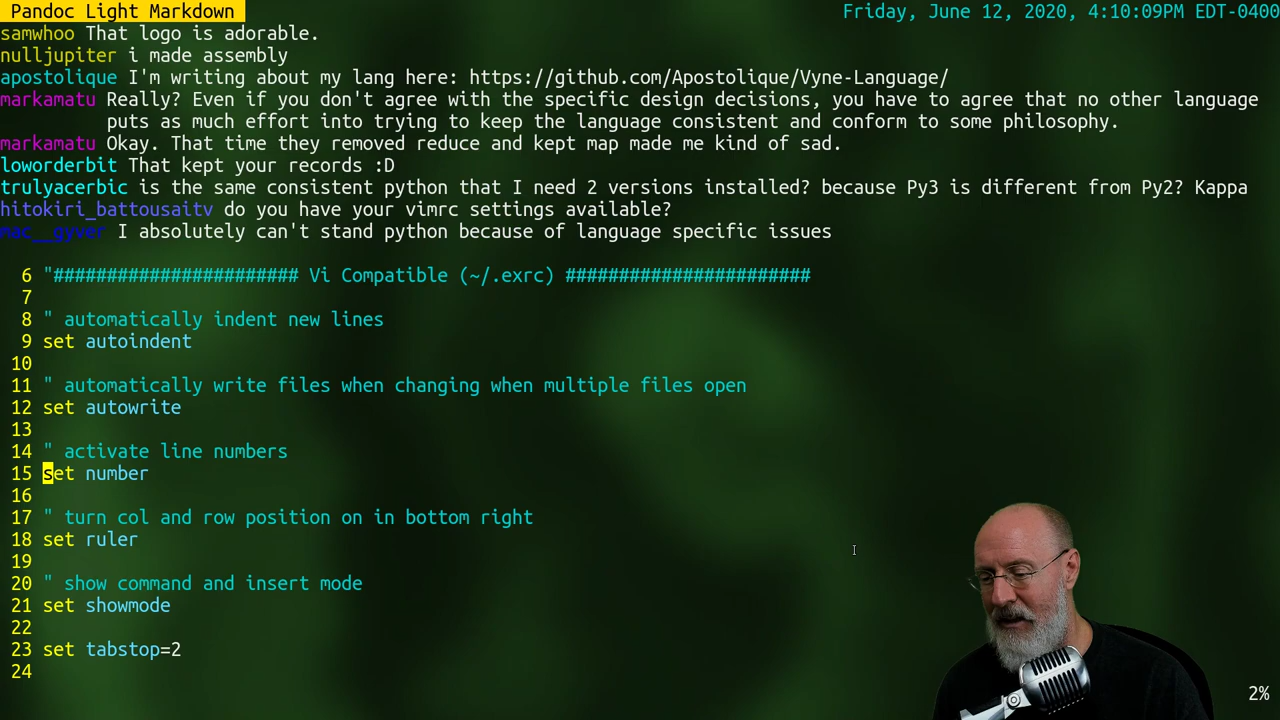 Pandoc Light Markdown
Friday, June 12, 2020, 4:10:09PM EDT-0400
samwhoo That logo is adorable.
nulljupiter i made assembly
apostolique I'm writing about my lang here: https://github.com/Apostolique/Vyne-Language/
markamatu Really? Even if you don't agree with the specific design decisions, you have to agree that no other language
puts as much effort into trying to keep the language consistent and conform to some philosophy.
markamatu Okay. That time they removed reduce and kept map made me kind of sad.
loworderbit That kept your records :D
trulyacerbic is the same consistent python that I need 2 versions installed? because Py3 is different from Py2? Kappa
hitokiri_battousaitv do you have your vimrc settings available?
mac__gyver I absolutely can't stand python because of language specific issues
6 "####################### Vi Compatible (~/.exrc) #######################
7
8 " automatically indent new lines
9 set autoindent
10
11 " automatically write files when changing when multiple files open
12 set autowrite
13
14 " activate line numbers
15 set number
16
17 " turn col and row position on in bottom right
18 set ruler
19
20 " show command and insert mode
21 set showmode
22
23 set tabstop=2
24
2%